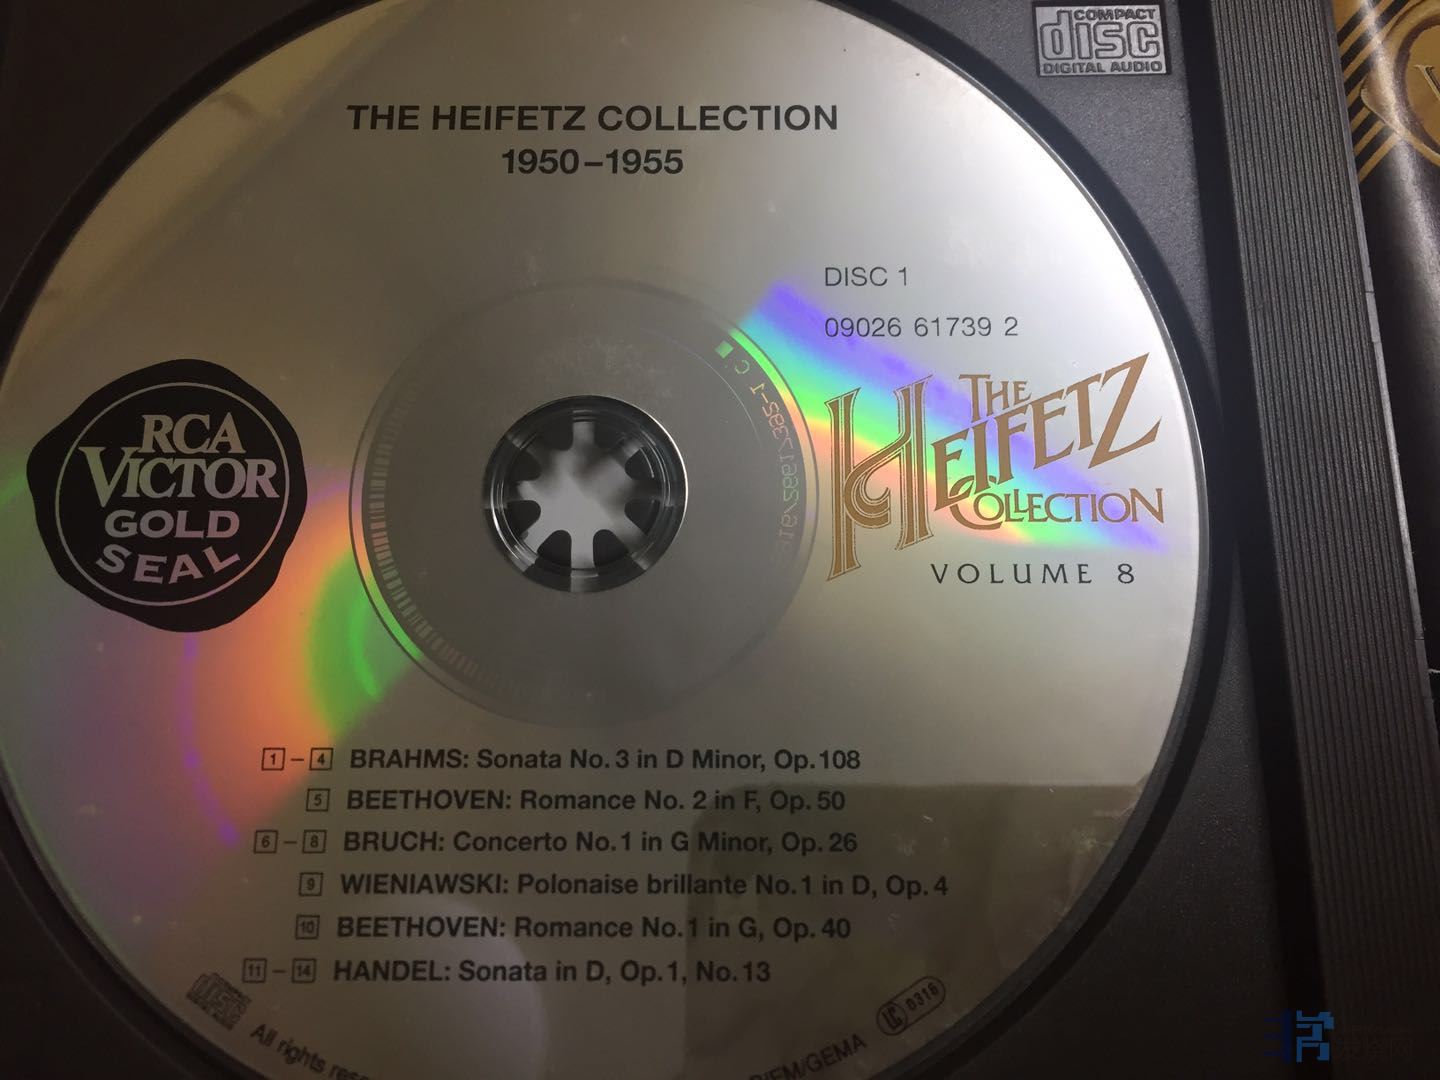 COMPACT
disc
DIGITAL AUDIO
THE HEIFETZ COLLECTION
1950–1955
DISC 1
09026 61739 2
RCA
VICTOR
GOLD
SEAL
THE
HEIFETZ
COLLECTION
VOLUME 8
1 – 4 BRAHMS: Sonata No. 3 in D Minor, Op. 108
5 BEETHOVEN: Romance No. 2 in F, Op. 50
6 – 8 BRUCH: Concerto No. 1 in G Minor, Op. 26
9 WIENIAWSKI: Polonaise brillante No. 1 in D, Op. 4
10 BEETHOVEN: Romance No. 1 in G, Op. 40
11 – 14 HANDEL: Sonata in D, Op. 1, No. 13
disc
LC 0316
All rights
/GEMA